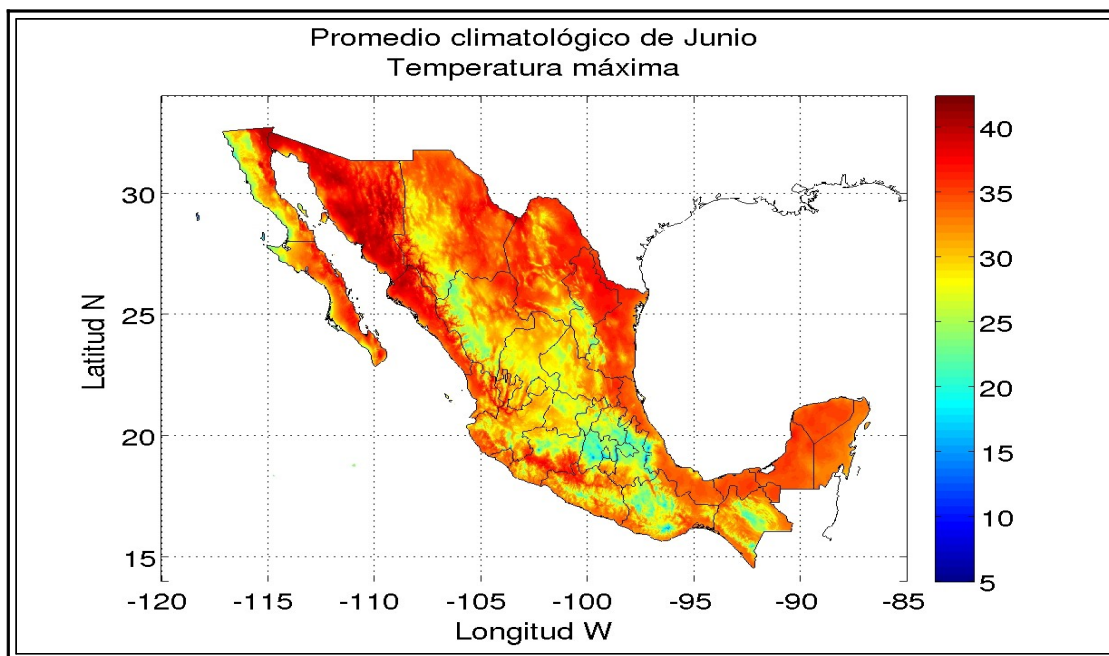 Promedio climatológico de Junio
Temperatura máxima
40
35
30
25
20
15
10
5
Latitud N
30
25
20
15
-120 -115 -110 -105 -100 -95 -90 -85
Longitud W